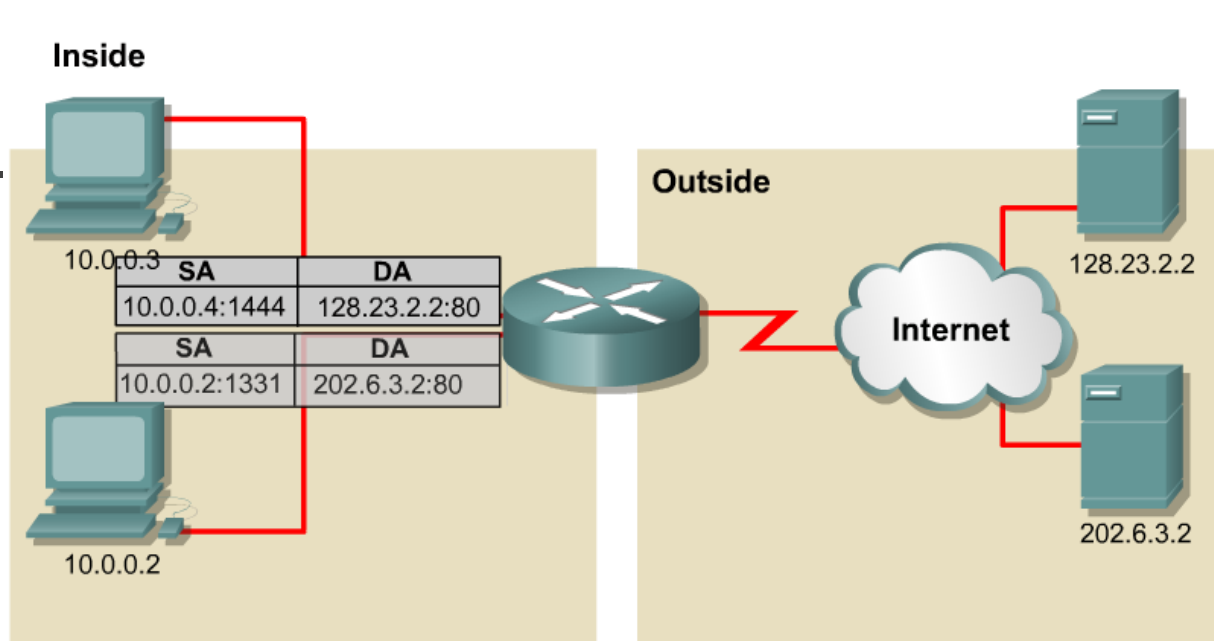 Inside
Outside
10.0.0.3
SA DA
10.0.0.4:1444 128.23.2.2:80
SA DA
10.0.0.2:1331 202.6.3.2:80
10.0.0.2
Internet
128.23.2.2
202.6.3.2